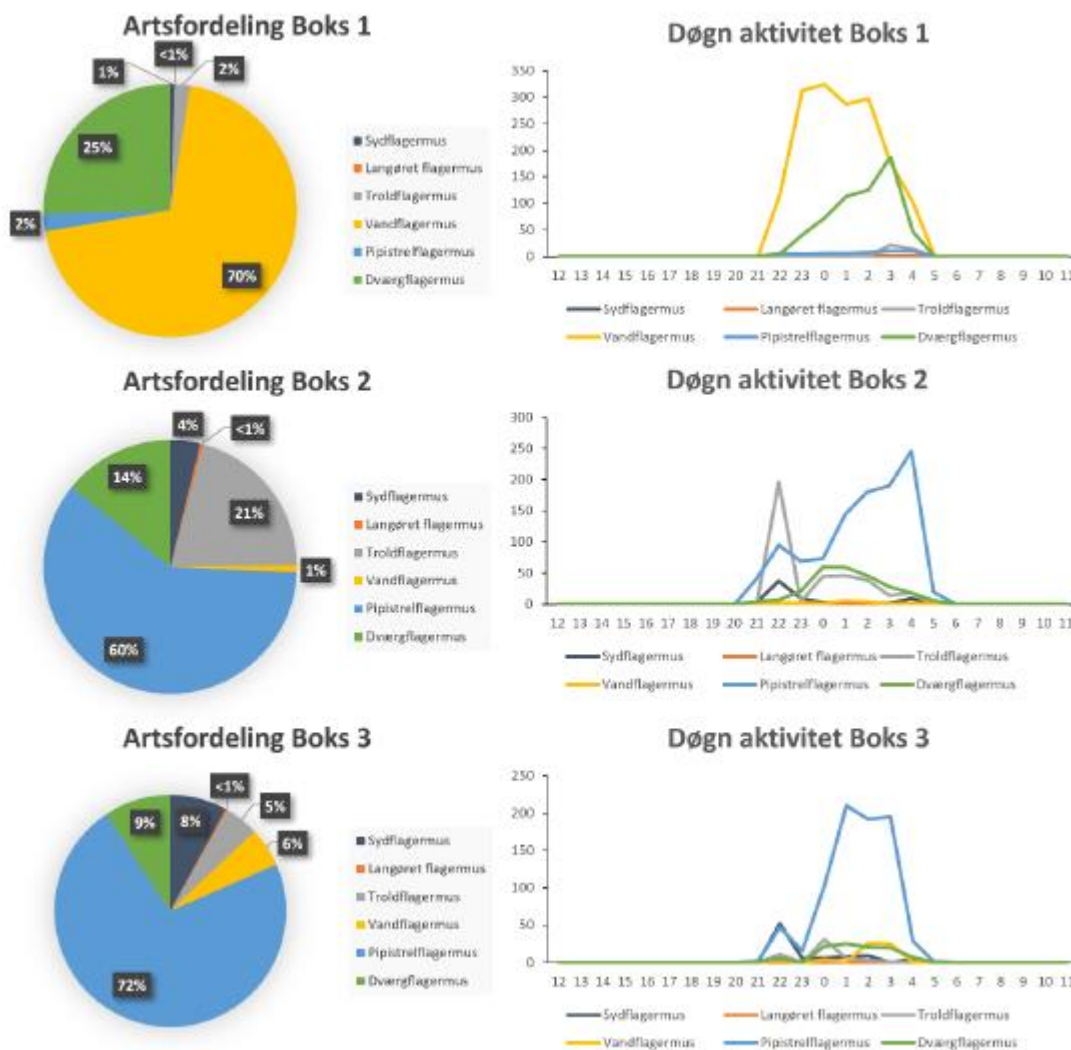 Artsfordeling Boks 1
<1%
1%
2%
25%
2%
70%
Sydflagermus
Langøret flagermus
Troldflagermus
Vandflagermus
Pipistrelflagermus
Dværgflagermus
Døgn aktivitet Boks 1
350
300
250
200
150
100
50
0
12 13 14 15 16 17 18 19 20 21 22 23 0 1 2 3 4 5 6 7 8 9 10 11
Sydflagermus Langøret flagermus Troldflagermus
Vandflagermus Pipistrelflagermus Dværgflagermus
Artsfordeling Boks 2
4%
<1%
14%
21%
1%
60%
Sydflagermus
Langøret flagermus
Troldflagermus
Vandflagermus
Pipistrelflagermus
Dværgflagermus
Døgn aktivitet Boks 2
300
250
200
150
100
50
0
12 13 14 15 16 17 18 19 20 21 22 23 0 1 2 3 4 5 6 7 8 9 10 11
Sydflagermus Langøret flagermus Troldflagermus
Vandflagermus Pipistrelflagermus Dværgflagermus
Artsfordeling Boks 3
<1%
5%
9%
8%
6%
72%
Sydflagermus
Langøret flagermus
Troldflagermus
Vandflagermus
Pipistrelflagermus
Dværgflagermus
Døgn aktivitet Boks 3
250
200
150
100
50
0
12 13 14 15 16 17 18 19 20 21 22 23 0 1 2 3 4 5 6 7 8 9 10 11
Sydflagermus Langøret flagermus Troldflagermus
Vandflagermus Pipistrelflagermus Dværgflagermus